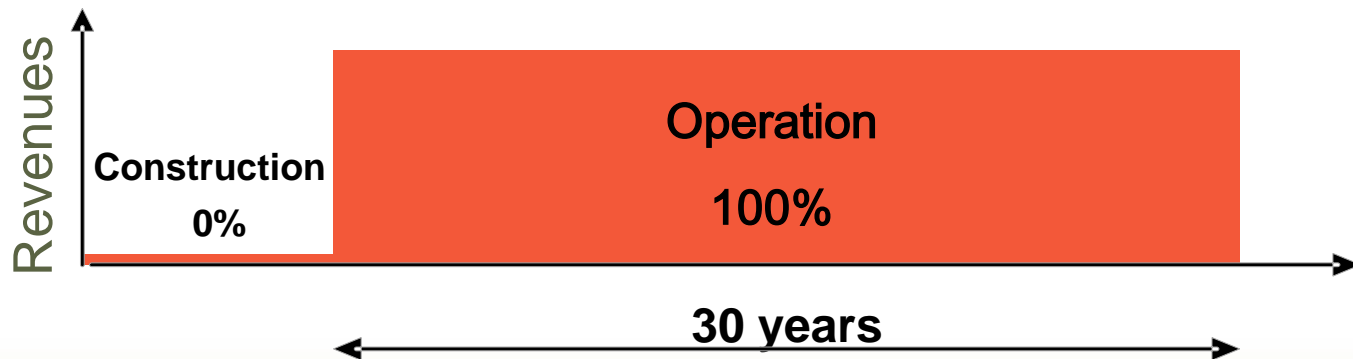 Revenues
Construction
0%
Operation
100%
30 years